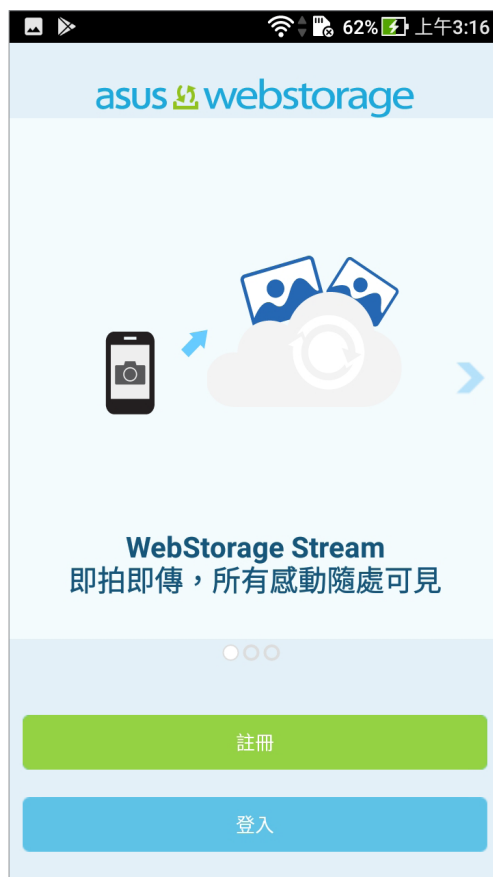 62% 上午3:16
asus webstorage
WebStorage Stream
即拍即傳，所有感動隨處可見
註冊
登入